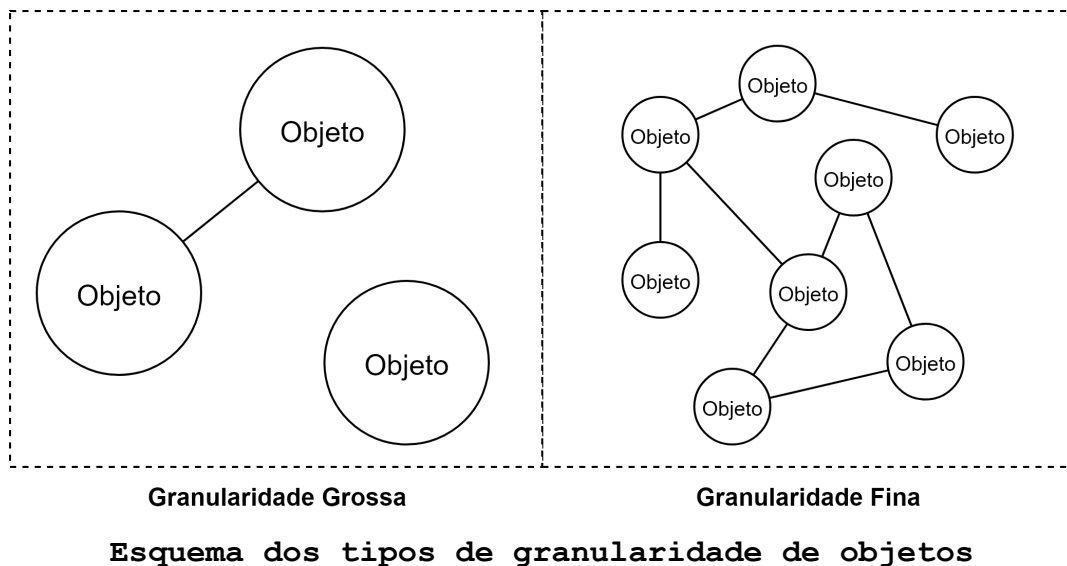 Objeto
Objeto
Objeto
Objeto
Objeto
Objeto
Objeto
Objeto
Objeto
Objeto
Objeto
Granularidade Grossa
Granularidade Fina
Esquema dos tipos de granularidade de objetos